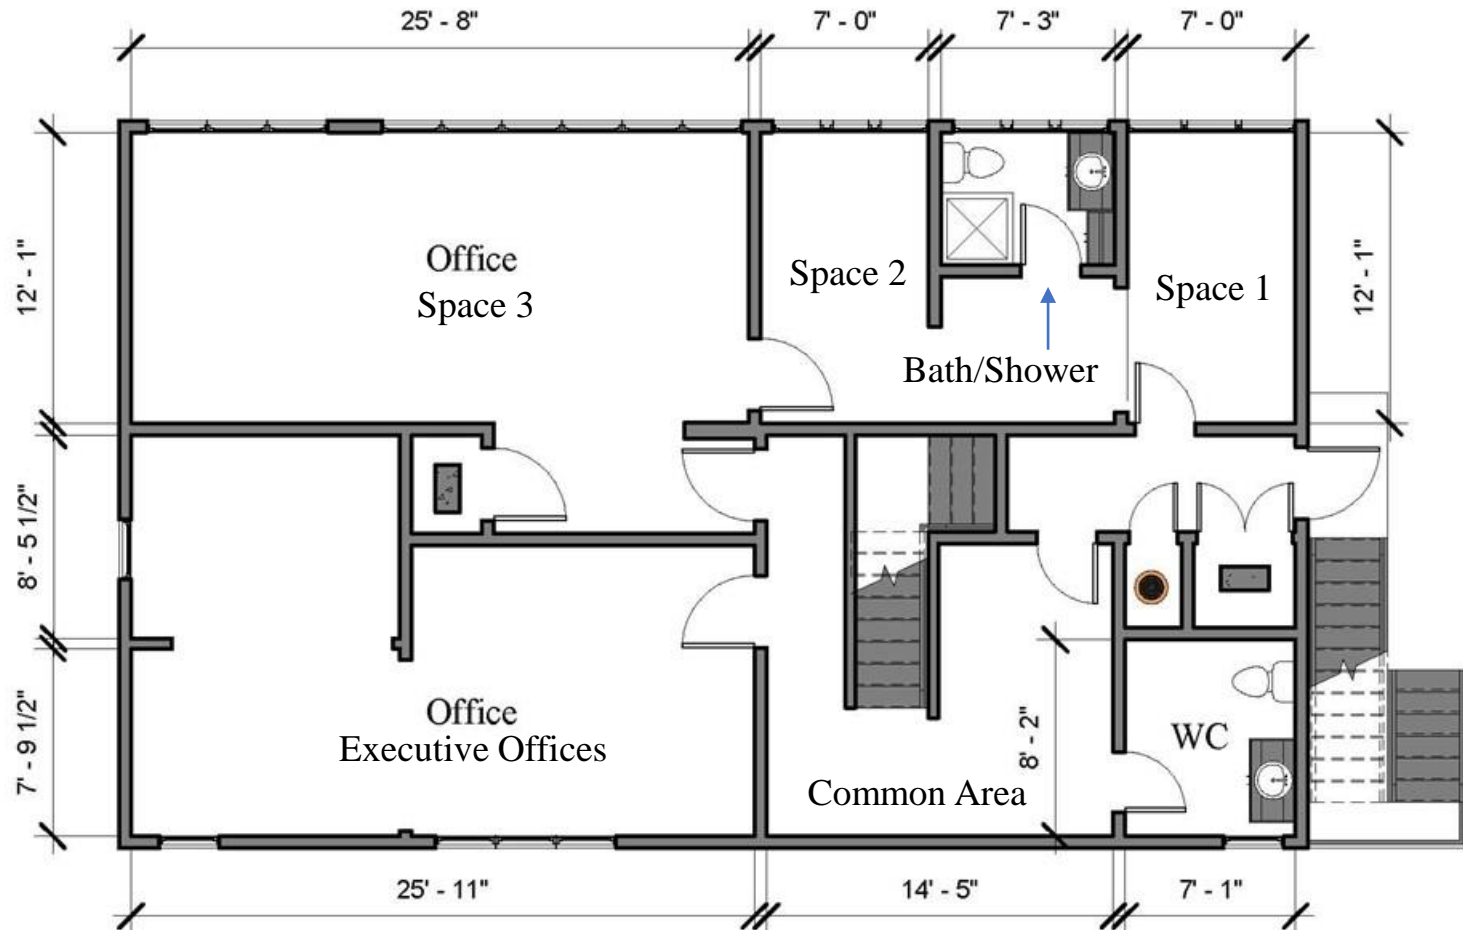 25' - 8"
7' - 0"
7' - 3"
7' - 0"
12' - 1"
Office
Space 3
Space 2
Space 1
12' - 1"
Bath/Shower
8' - 5 1/2"
7' - 9 1/2"
Office
Executive Offices
Common Area
8' - 2"
WC
25' - 11"
14' - 5"
7' - 1"